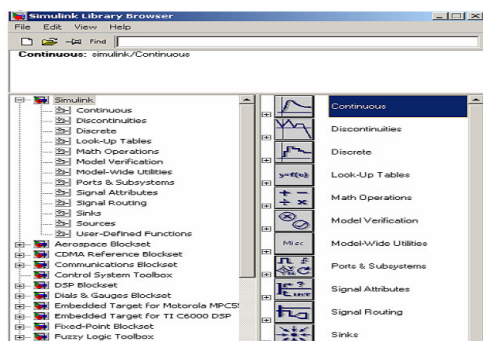 Simulink Library Browser
File Edit View Help
Find
Continuous: simulink/Continuous
Simulink
Continuous
Discontinuities
Discrete
Look-Up Tables
Math Operations
Model Verification
Model-Wide Utilities
Ports & Subsystems
Signal Attributes
Signal Routing
Sinks
Sources
User-Defined Functions
Aerospace Blockset
CDMA Reference Blockset
Communications Blockset
Control System Toolbox
DSP Blockset
Dials & Gauges Blockset
Embedded Target for Motorola MPC5
Embedded Target for TI C6000 DSP
Fixed-Point Blockset
Fuzzy Logic Toolbox
Continuous
Discontinuities
Discrete
y=f(u) Look-Up Tables
Math Operations
Model Verification
Misc Model-Wide Utilities
Ports & Subsystems
Signal Attributes
Signal Routing
Sinks